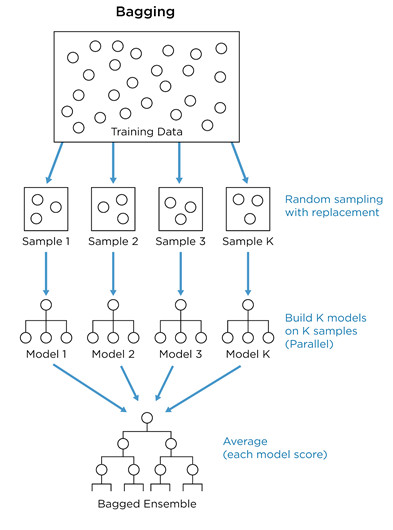 Bagging
Training Data
Sample 1
Sample 2
Sample 3
Sample K
Random sampling
with replacement
Model 1
Model 2
Model 3
Model K
Build K models
on K samples
(Parallel)
Average
(each model score)
Bagged Ensemble